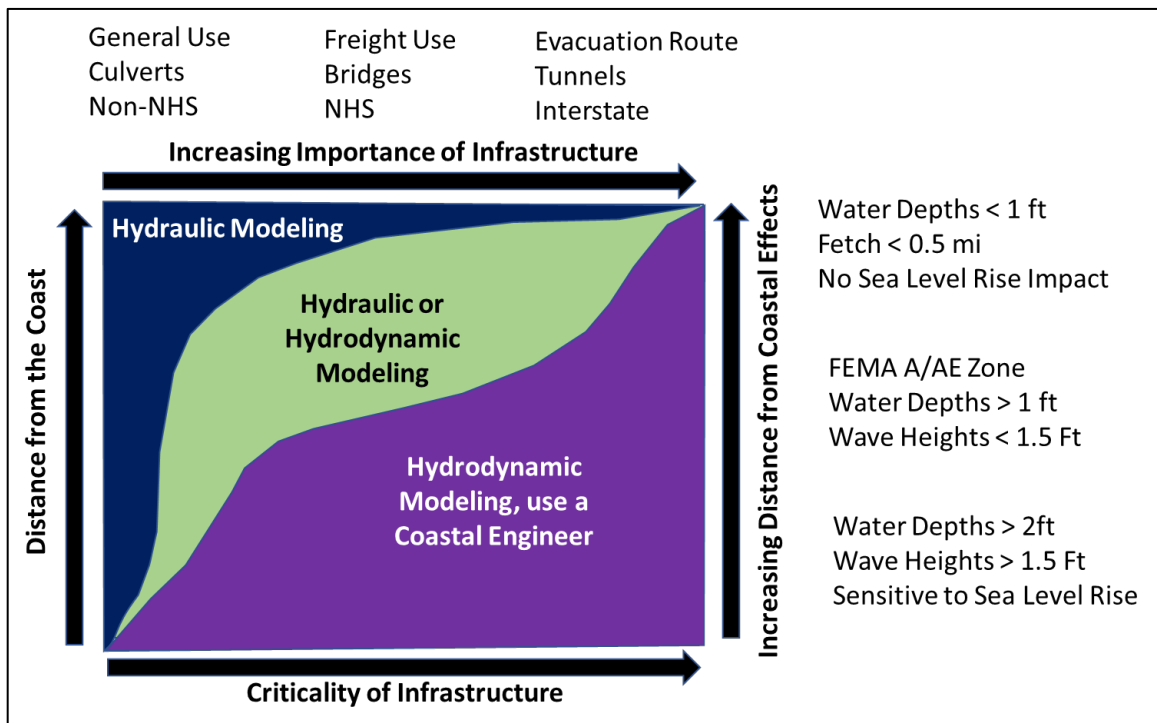 General Use
Culverts
Non-NHS
Freight Use
Bridges
NHS
Evacuation Route
Tunnels
Interstate
Increasing Importance of Infrastructure
Distance from the Coast
Hydraulic Modeling
Hydraulic or
Hydrodynamic
Modeling
Hydrodynamic
Modeling, use a
Coastal Engineer
Increasing Distance from Coastal Effects
Water Depths < 1 ft
Fetch < 0.5 mi
No Sea Level Rise Impact
FEMA A/AE Zone
Water Depths > 1 ft
Wave Heights < 1.5 Ft
Water Depths > 2ft
Wave Heights > 1.5 Ft
Sensitive to Sea Level Rise
Criticality of Infrastructure